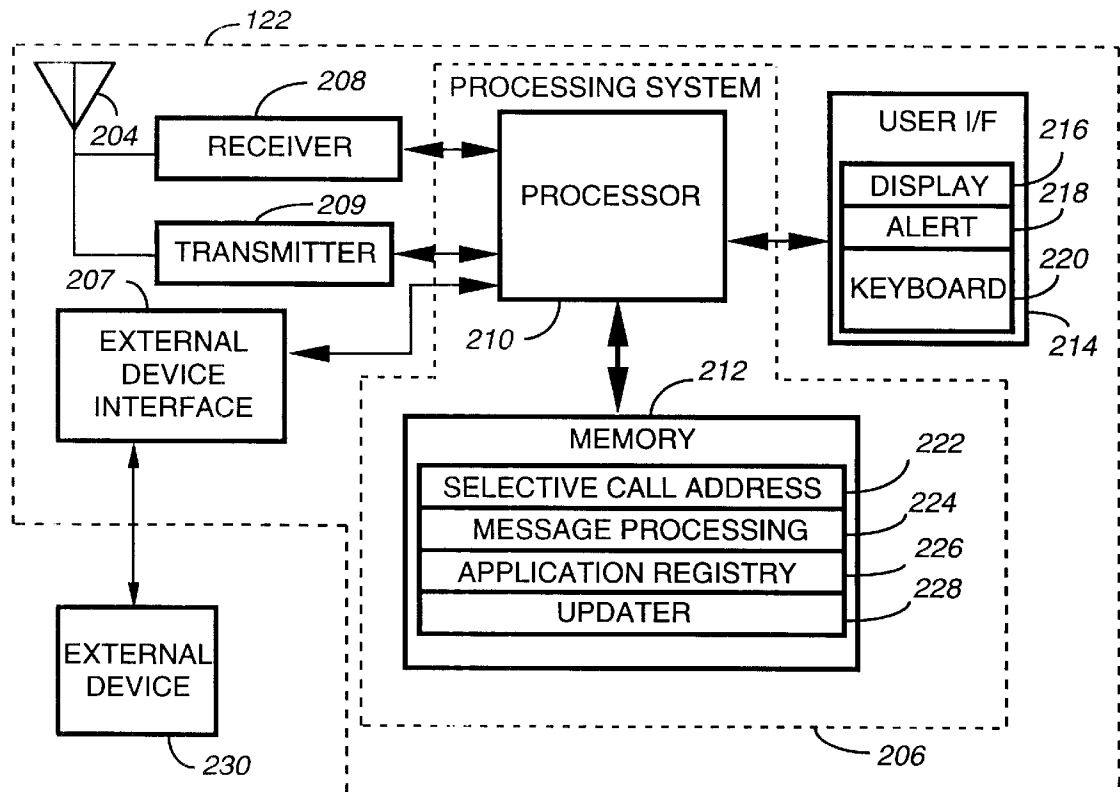 122
204
208
RECEIVER
209
TRANSMITTER
207
EXTERNAL
DEVICE
INTERFACE
EXTERNAL
DEVICE
230
PROCESSING SYSTEM
PROCESSOR
210
USER I/F
DISPLAY
ALERT
KEYBOARD
216
218
220
214
212
MEMORY
SELECTIVE CALL ADDRESS
MESSAGE PROCESSING
APPLICATION REGISTRY
UPDATER
222
224
226
228
206